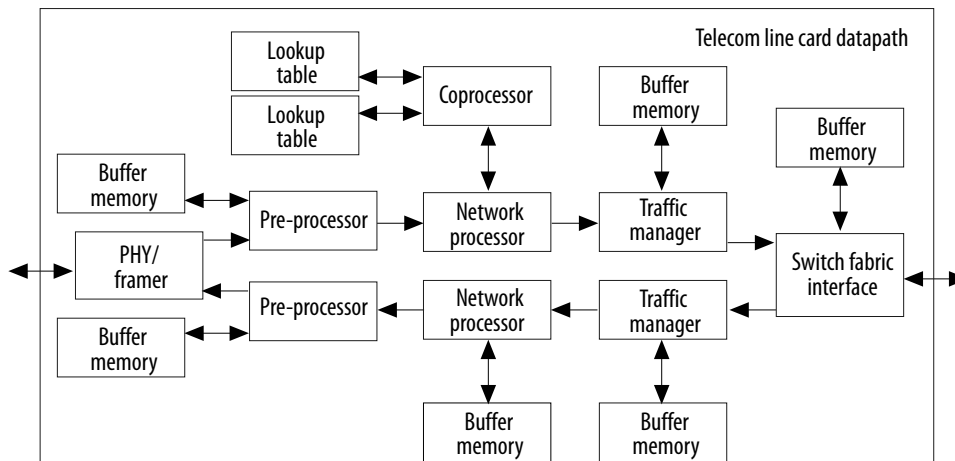 Telecom line card datapath
Lookup
table
Lookup
table
Coprocessor
Buffer
memory
Buffer
memory
Buffer
memory
Pre-processor
Network
processor
Traffic
manager
PHY/
framer
Switch fabric
interface
Pre-processor
Network
processor
Traffic
manager
Buffer
memory
Buffer
memory
Buffer
memory